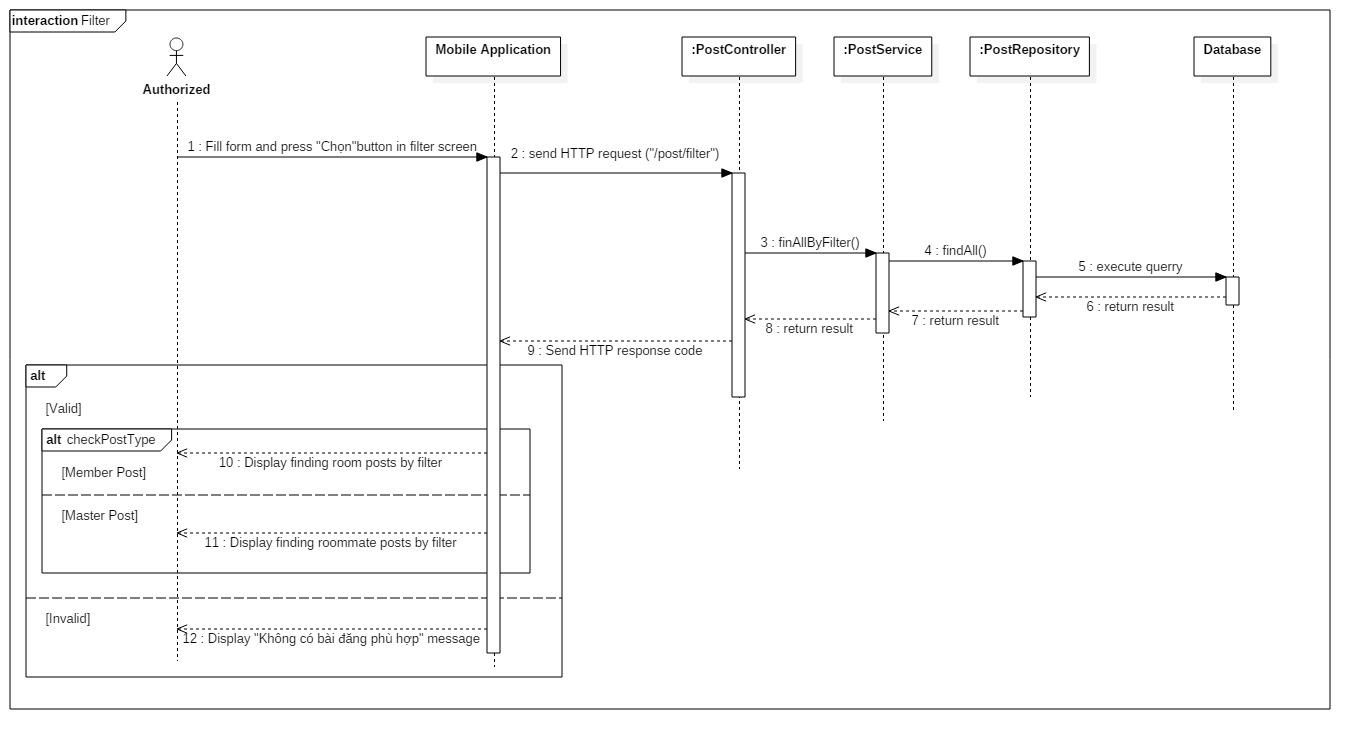 interaction Filter
Authorized
Mobile Application
:PostController
:PostService
:PostRepository
Database
1 : Fill form and press "Chọn"button in filter screen
2 : send HTTP request ("/post/filter")
3 : finAllByFilter()
4 : findAll()
5 : execute querry
6 : return result
7 : return result
8 : return result
9 : Send HTTP response code
alt
[Valid]
alt checkPostType
10 : Display finding room posts by filter
[Member Post]
[Master Post]
11 : Display finding roommate posts by filter
[Invalid]
12 : Display "Không có bài đăng phù hợp" message